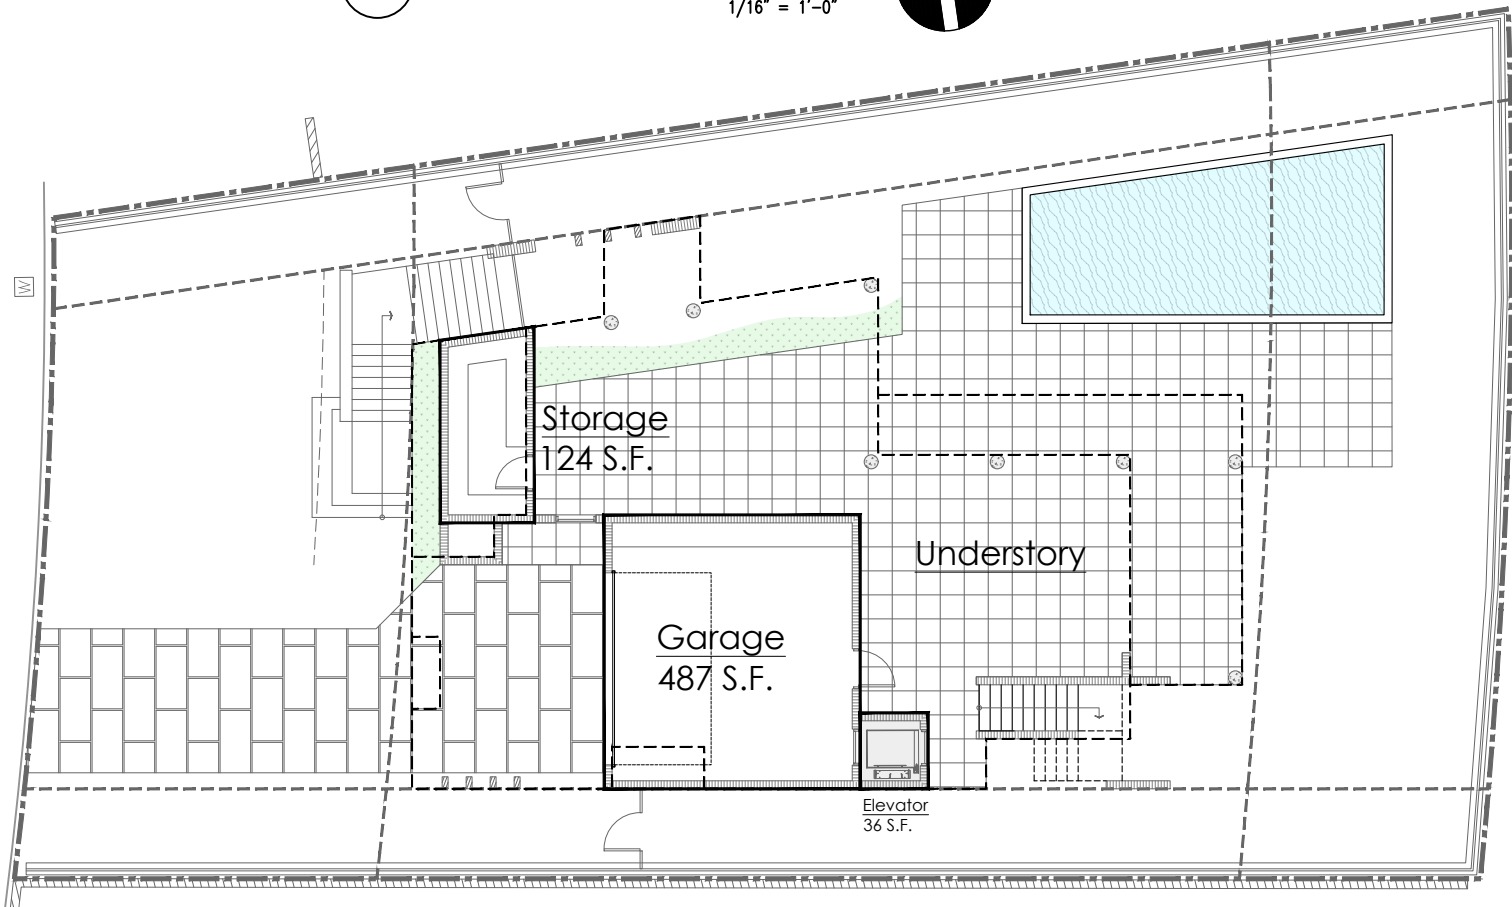 1/16" = 1'-0"
W
Storage
124 S.F.
Understory
Garage
487 S.F.
Elevator
36 S.F.